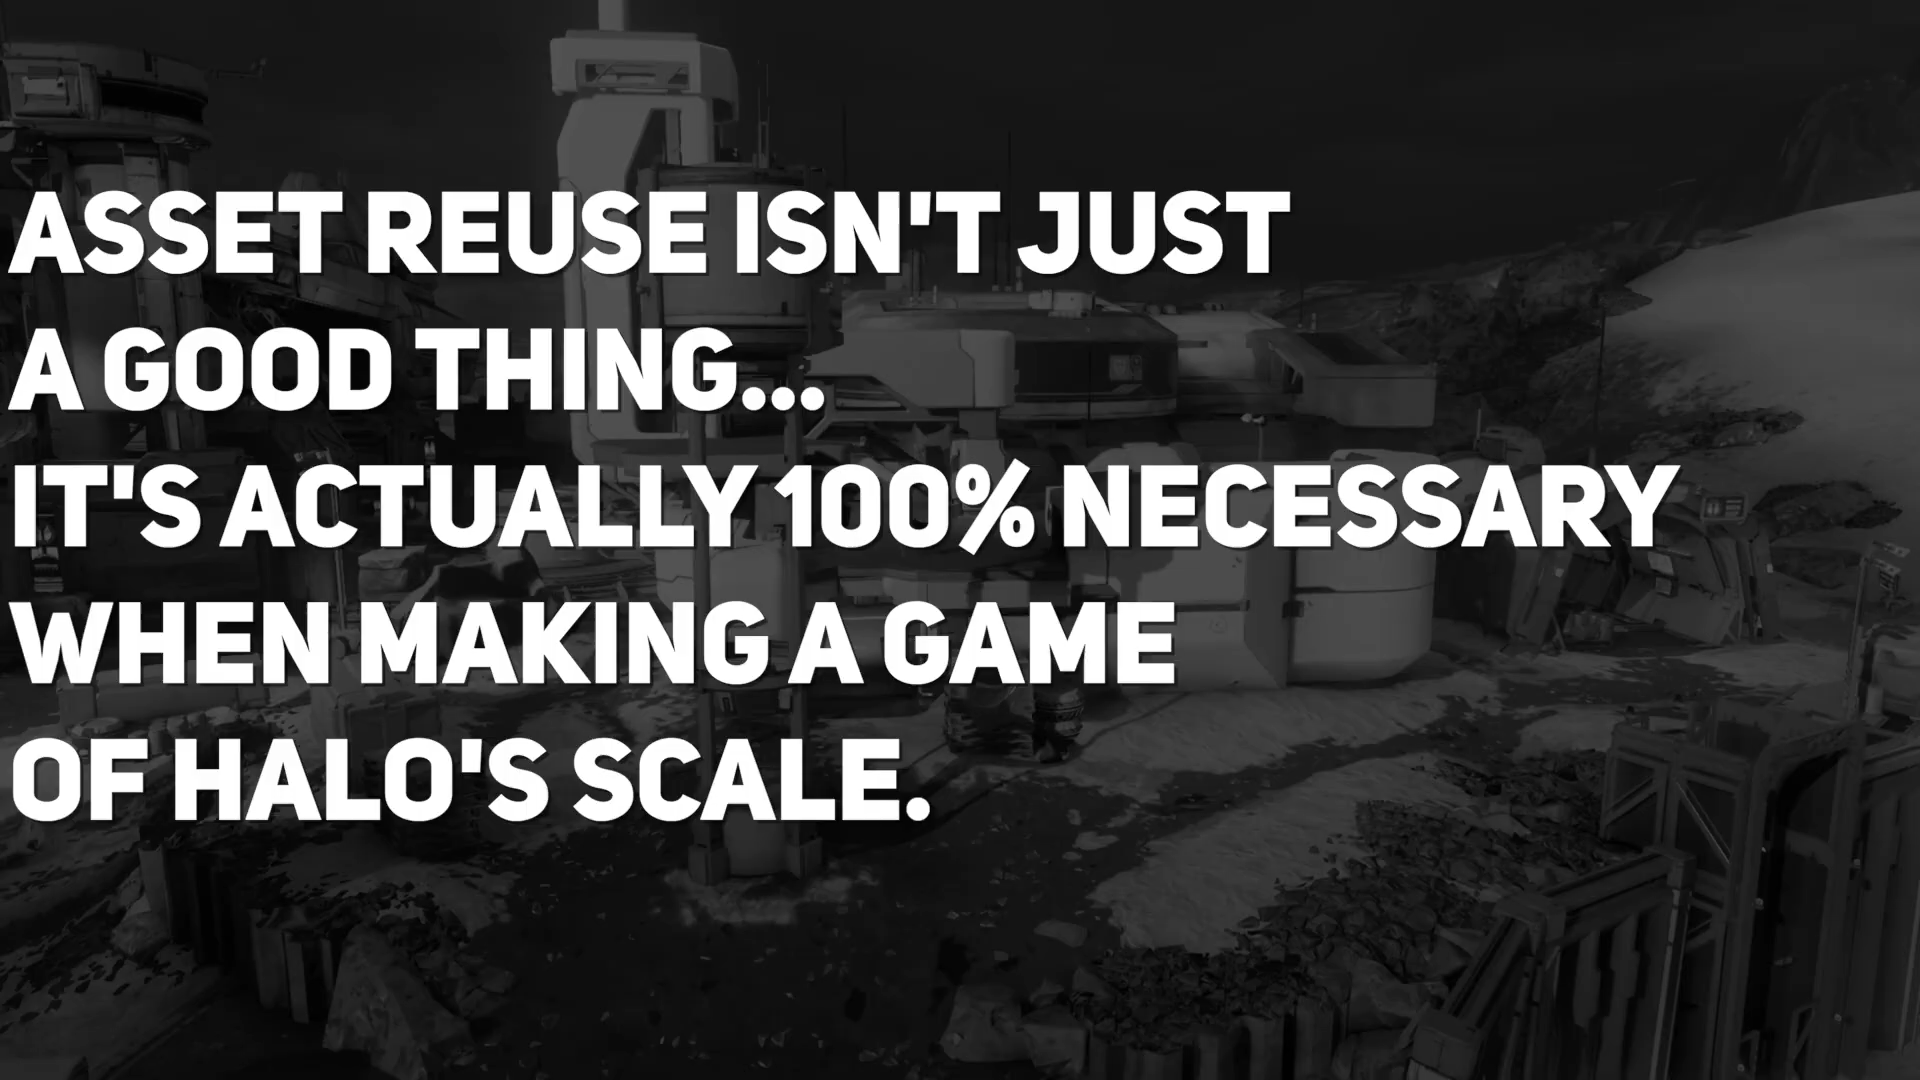 ASSET REUSE ISN'T JUST
A GOOD THING...
IT'S ACTUALLY 100% NECESSARY
WHEN MAKING A GAME
OF HALO'S SCALE.